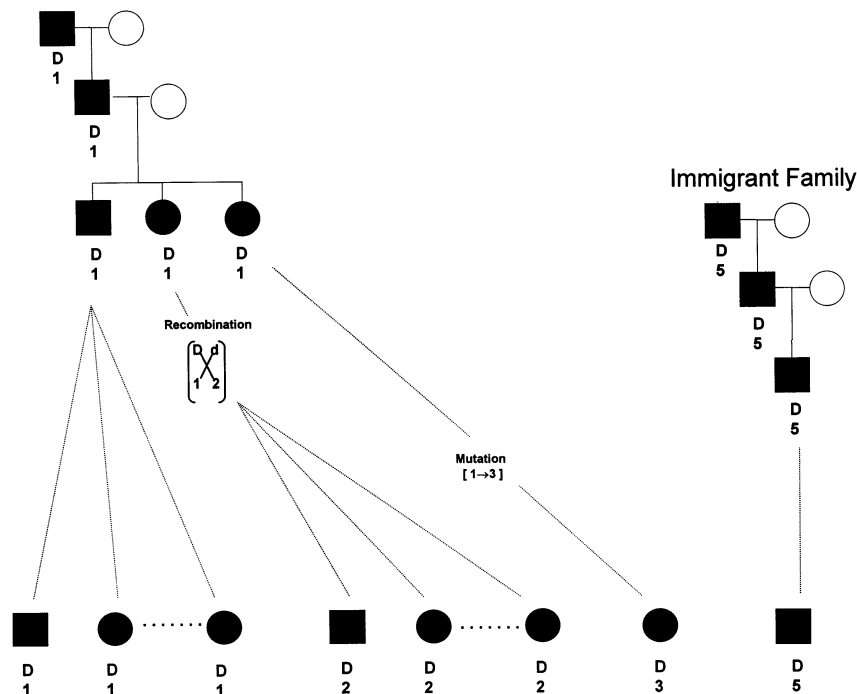 D
1
D
1
D D D
1 1 1
Immigrant Family
D
5
D
5
D
5
Recombination
D d
1 2
Mutation
[ 1→3 ]
D D D D D D D D
1 1 1 2 2 2 3 5